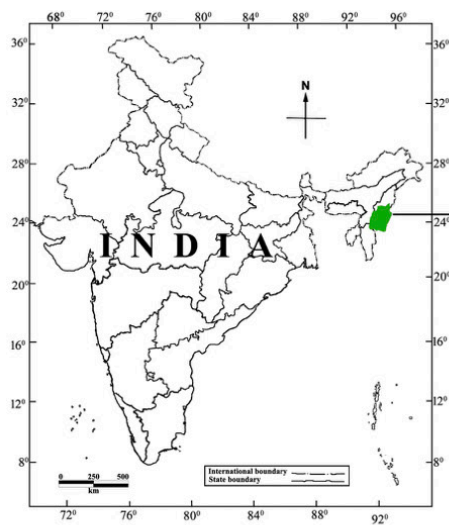 68° 72° 76° 80° 84° 88° 92° 96°
36° 36°
N
32° 32°
28° 28°
24° 24°
I N D I A
20° 20°
16° 16°
12° 12°
8° 8°
0 250 500
km
International boundary
State boundary
72° 76° 80° 84° 88° 92°